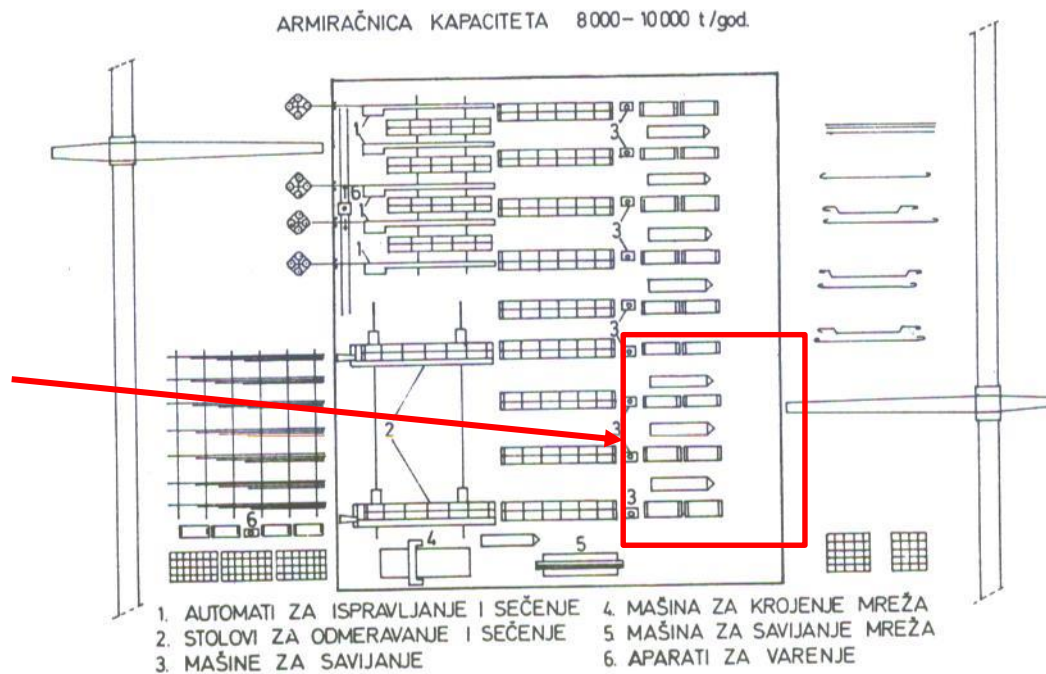 ARMIRAČNICA KAPACITETA 8000-10000 t/god.
1
3
6
1
3
1
3
3
2
3
6
4
5
1. AUTOMATI ZA ISPRAVLJANJE I SEČENJE
2. STOLOVI ZA ODMERAVANJE I SEČENJE
3. MAŠINE ZA SAVIJANJE
4. MAŠINA ZA KROJENJE MREŽA
5. MAŠINA ZA SAVIJANJE MREŽA
6. APARATI ZA VARENJE